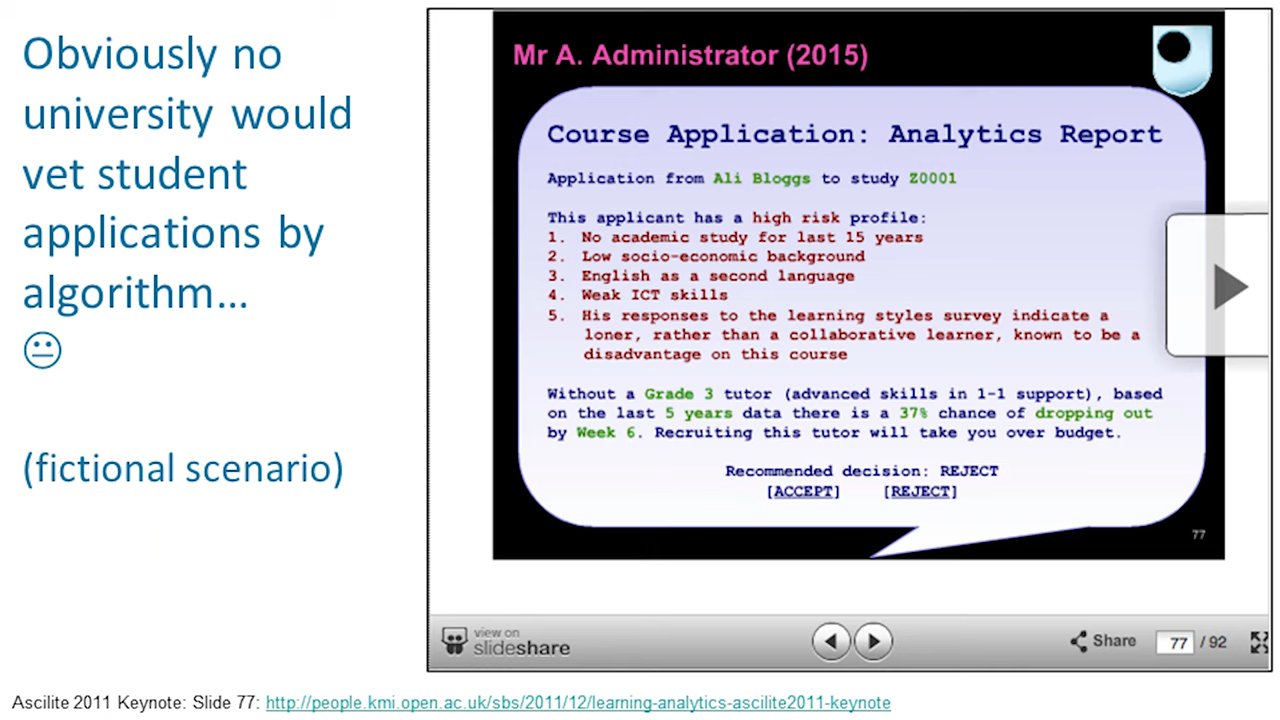 Obviously no
university would
vet student
applications by
algorithm…
(fictional scenario)
Mr A. Administrator (2015)
Course Application: Analytics Report
Application from Ali Bloggs to study Z0001
This applicant has a high risk profile:
1. No academic study for last 15 years
2. Low socio-economic background
3. English as a second language
4. Weak ICT skills
5. His responses to the learning styles survey indicate a
loner, rather than a collaborative learner, known to be a
disadvantage on this course
Without a Grade 3 tutor (advanced skills in 1-1 support), based
on the last 5 years data there is a 37% chance of dropping out
by Week 6. Recruiting this tutor will take you over budget.
Recommended decision: REJECT
[ACCEPT] [REJECT]
77
view on
slideshare
Share 77 / 92
Ascilite 2011 Keynote: Slide 77: http://people.kmi.open.ac.uk/sbs/2011/12/learning-analytics-ascilite2011-keynote